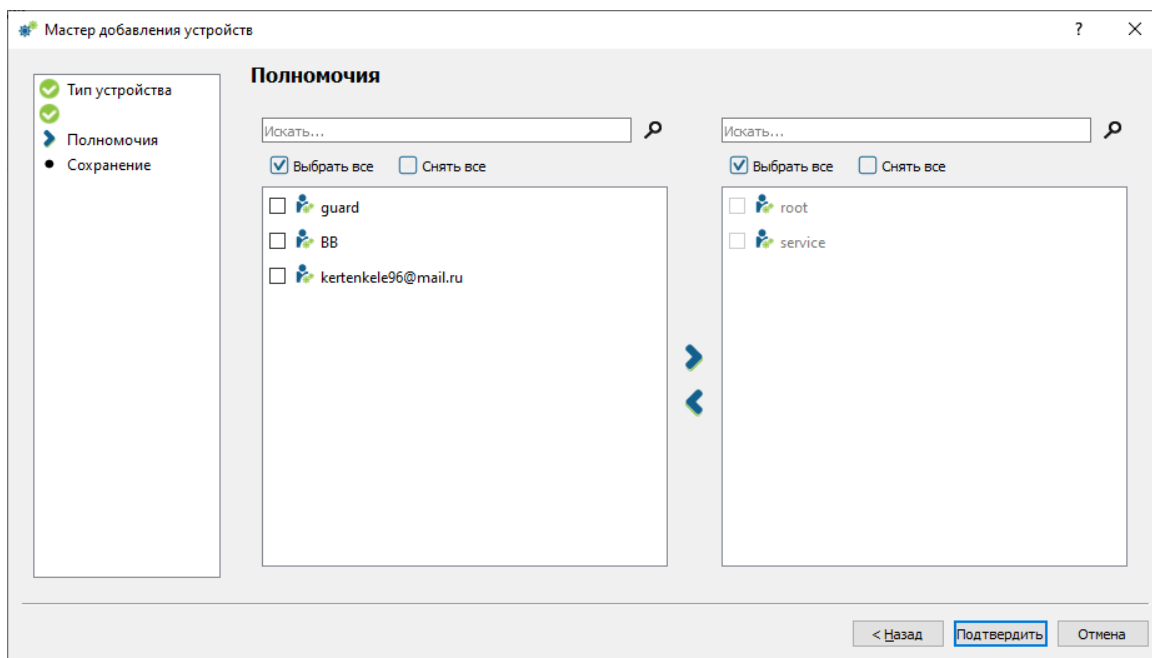 Мастер добавления устройств
?
Тип устройства
Полномочия
Сохранение
Полномочия
Искать...
Искать...
Выбрать все Снять все
Выбрать все Снять все
guard
BB
kertenkele96@mail.ru
root
service
< Назад Подтвердить Отмена